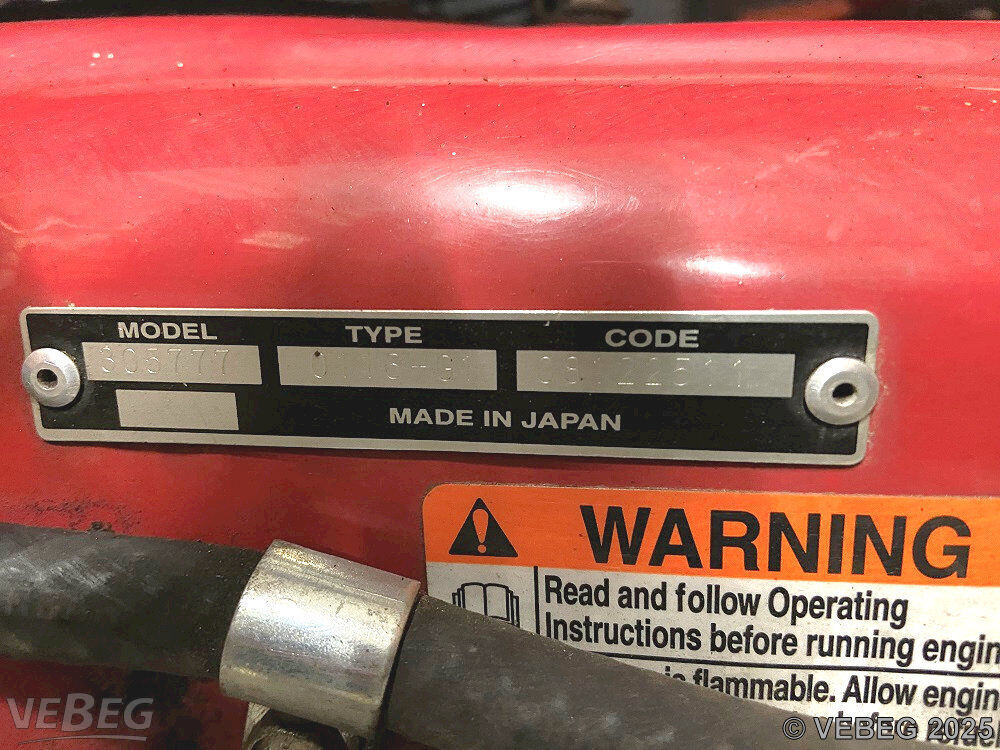 MODEL TYPE CODE
305777
MADE IN JAPAN
WARNING
Read and follow Operating
Instructions before running engin
flammable. Allow engin
VEBEG
© VEBEG 2025